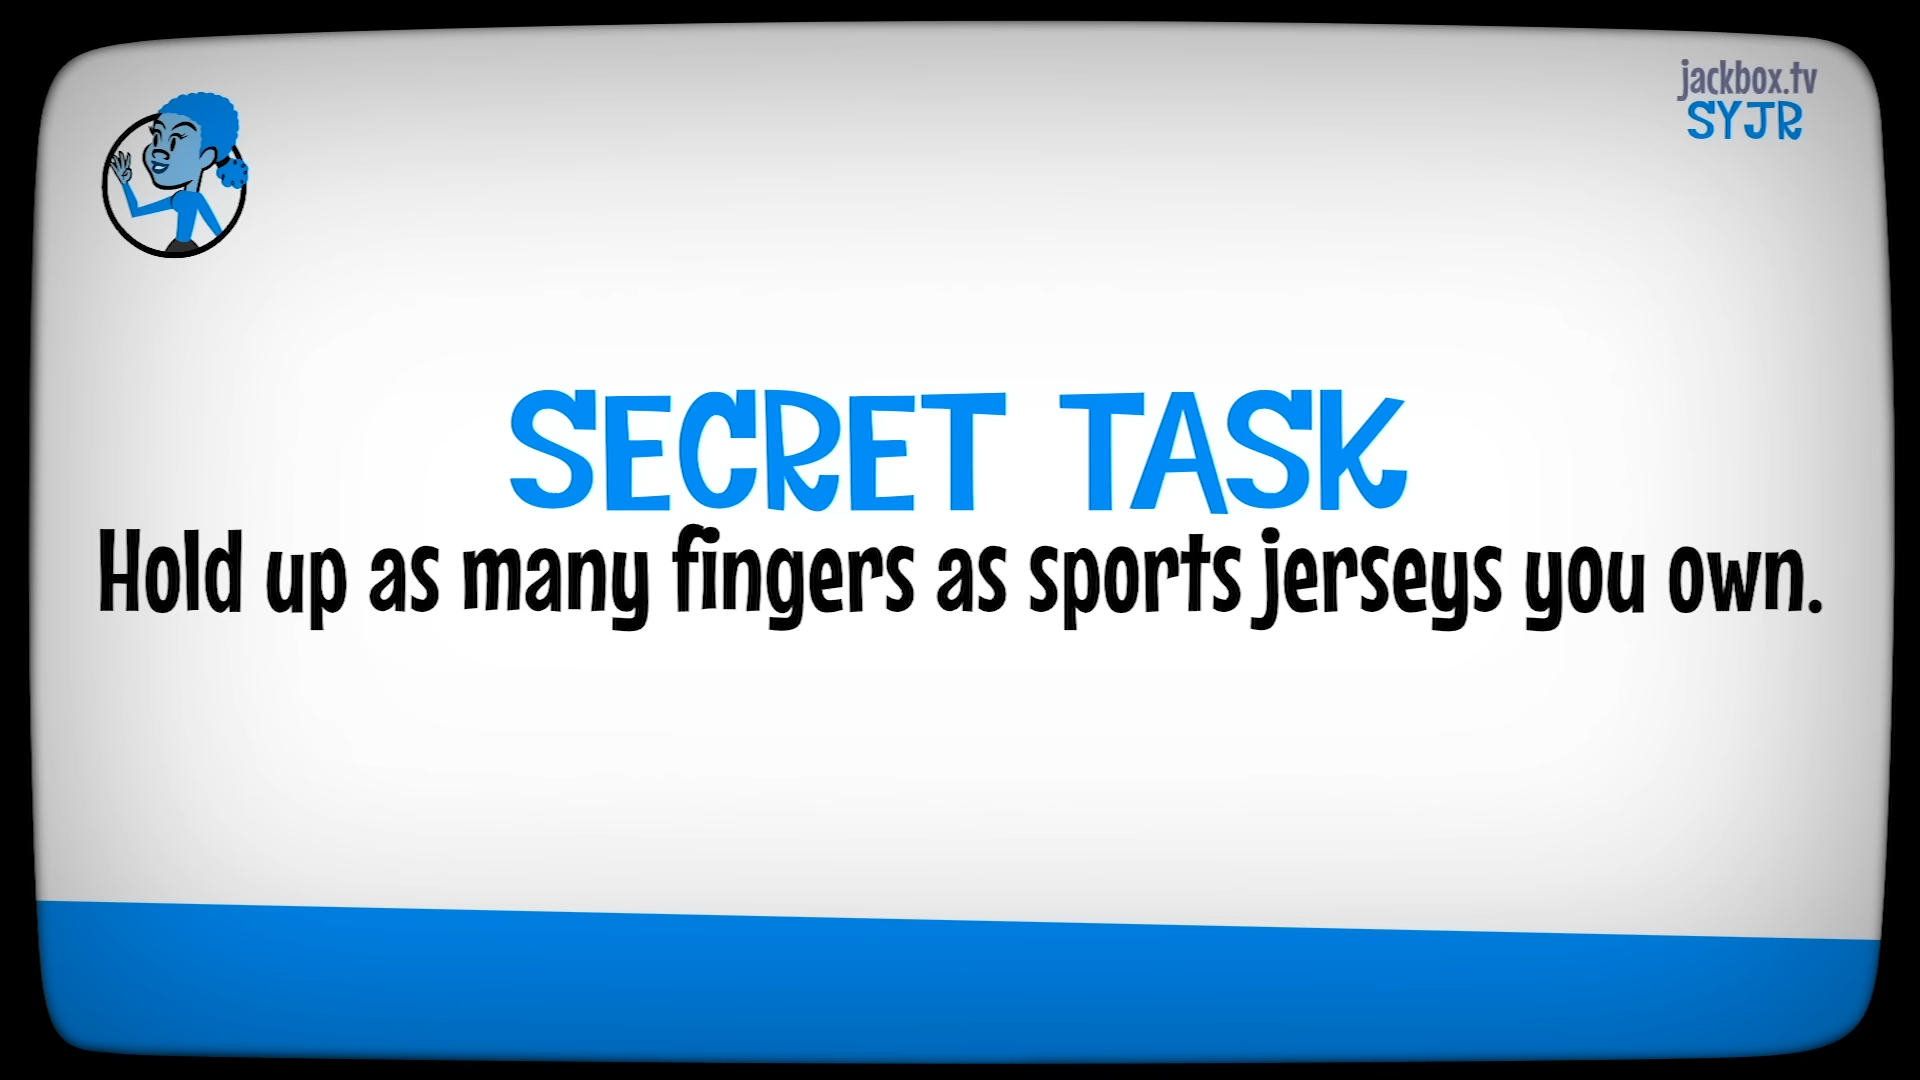 jackbox.tv
SYJR
SECRET TASK
Hold up as many fingers as sports jerseys you own.